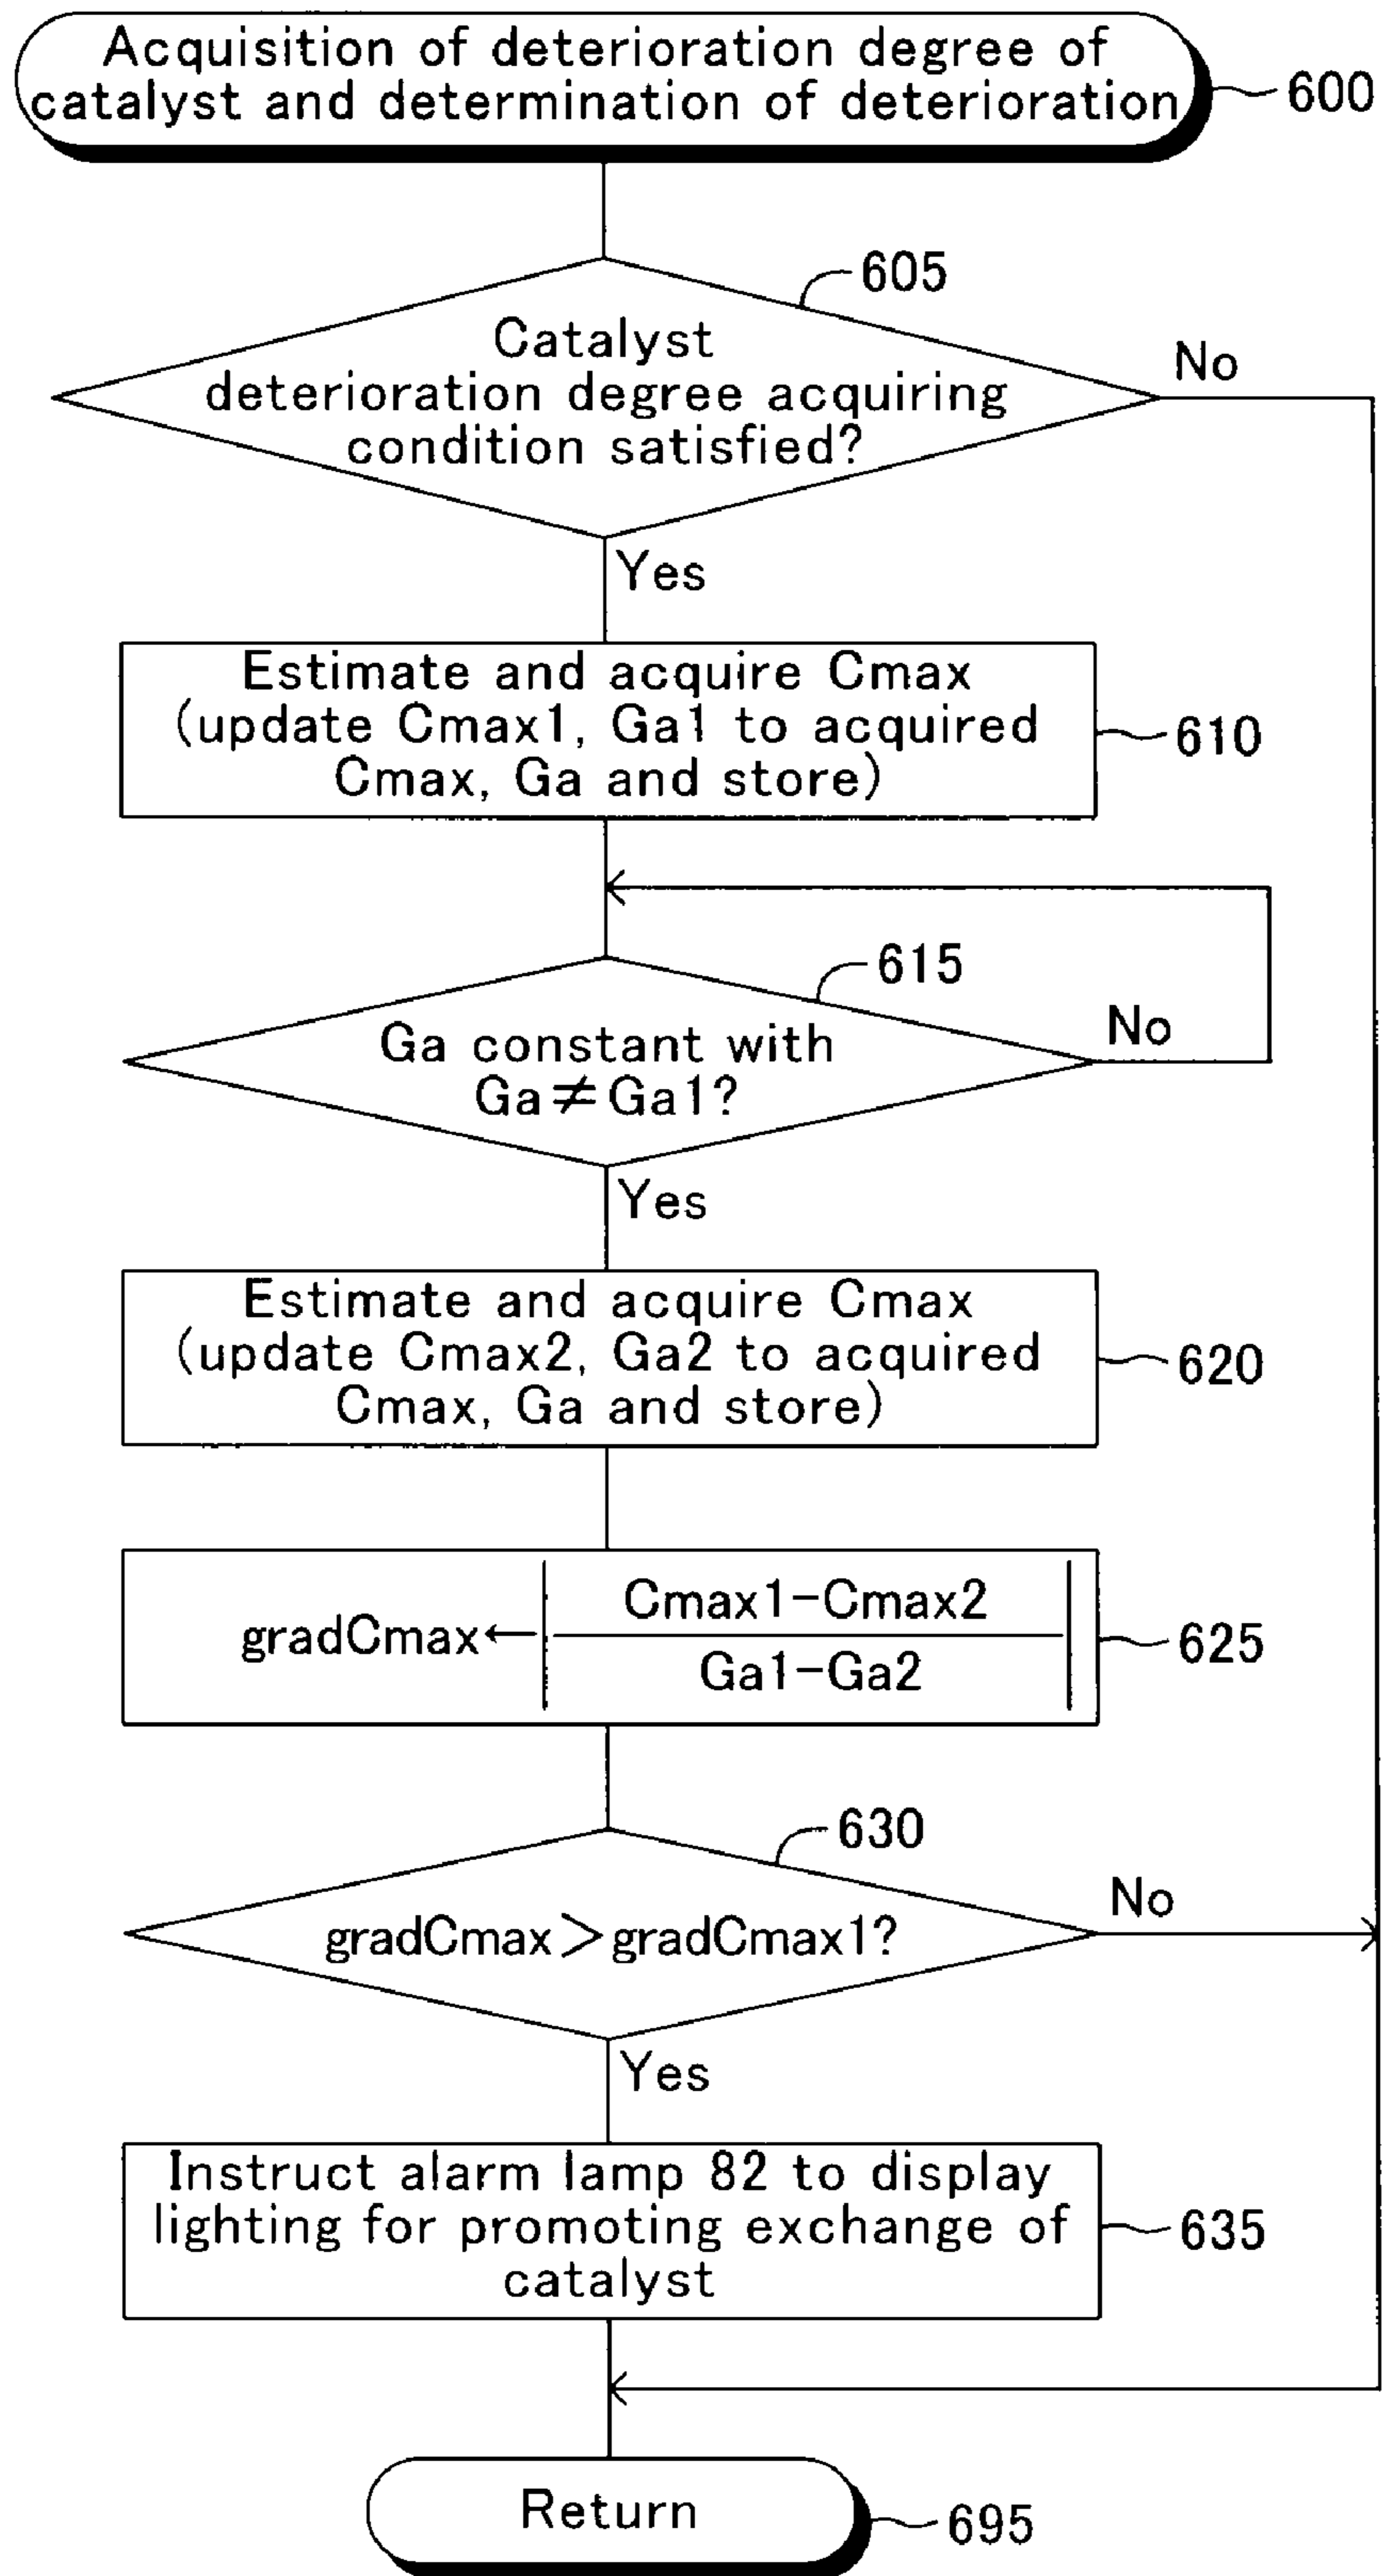 Acquisition of deterioration degree of
catalyst and determination of deterioration
600
605
Catalyst
deterioration degree acquiring
condition satisfied?
No
Yes
Estimate and acquire Cmax
(update Cmax1, Ga1 to acquired
Cmax, Ga and store)
610
615
Ga constant with
Ga≠Ga1?
No
Yes
Estimate and acquire Cmax
(update Cmax2, Ga2 to acquired
Cmax, Ga and store)
620
Cmax1-Cmax2
gradCmax←
Ga1-Ga2
625
630
gradCmax>gradCmax1?
No
Yes
Instruct alarm lamp 82 to display
lighting for promoting exchange of
catalyst
635
Return
695